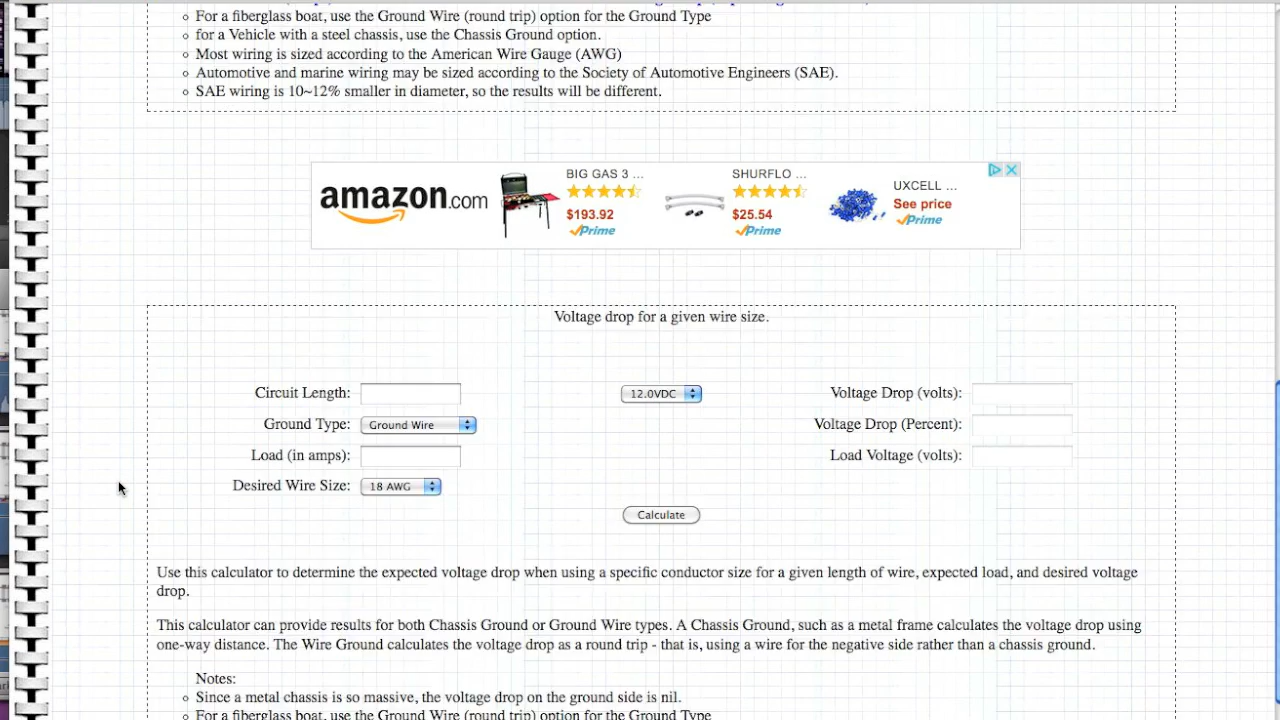 For a fiberglass boat, use the Ground Wire (round trip) option for the Ground Type
for a Vehicle with a steel chassis, use the Chassis Ground option.
Most wiring is sized according to the American Wire Gauge (AWG)
Automotive and marine wiring may be sized according to the Society of Automotive Engineers (SAE).
SAE wiring is 10~12% smaller in diameter, so the results will be different.
amazon.com
BIG GAS 3 ...
$193.92
Prime
SHURFLO ...
$25.54
Prime
UXCELL ...
See price
Prime
Voltage drop for a given wire size.
Circuit Length:
12.0VDC
Voltage Drop (volts):
Ground Type: Ground Wire
Voltage Drop (Percent):
Load (in amps):
Load Voltage (volts):
Desired Wire Size: 18 AWG
Calculate
Use this calculator to determine the expected voltage drop when using a specific conductor size for a given length of wire, expected load, and desired voltage
drop.
This calculator can provide results for both Chassis Ground or Ground Wire types. A Chassis Ground, such as a metal frame calculates the voltage drop using
one-way distance. The Wire Ground calculates the voltage drop as a round trip - that is, using a wire for the negative side rather than a chassis ground.
Notes:
Since a metal chassis is so massive, the voltage drop on the ground side is nil.
For a fiberglass boat, use the Ground Wire (round trip) option for the Ground Type